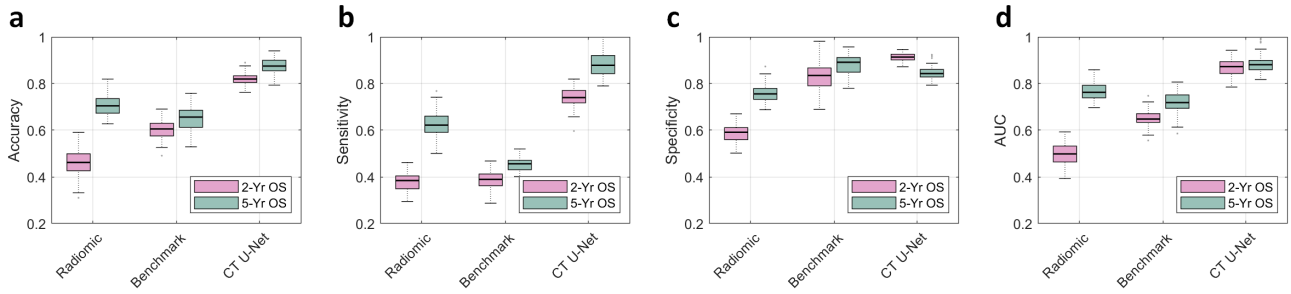 a
Accuracy
1
0.8
0.6
0.4
0.2
Radiomic
Benchmark
CT U-Net
2-Yr OS
5-Yr OS
b
Sensitivity
1
0.8
0.6
0.4
0.2
Radiomic
Benchmark
CT U-Net
2-Yr OS
5-Yr OS
c
Specificity
1
0.8
0.6
0.4
0.2
Radiomic
Benchmark
CT U-Net
2-Yr OS
5-Yr OS
d
AUC
1
0.8
0.6
0.4
0.2
Radiomic
Benchmark
CT U-Net
2-Yr OS
5-Yr OS